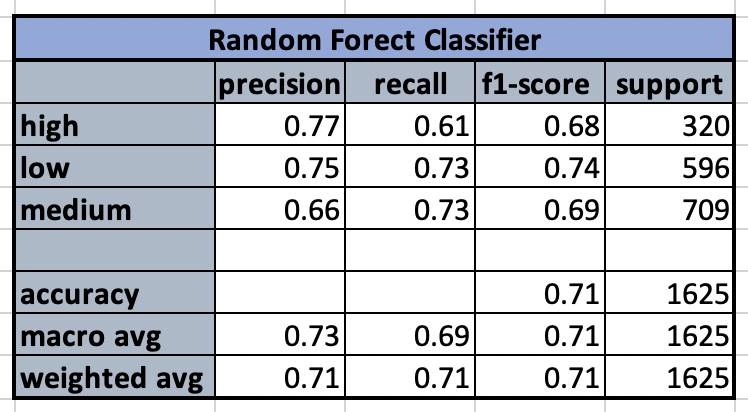 Random Forect Classifier
precision recall f1-score support
high 0.77 0.61 0.68 320
low 0.75 0.73 0.74 596
medium 0.66 0.73 0.69 709
accuracy 0.71 1625
macro avg 0.73 0.69 0.71 1625
weighted avg 0.71 0.71 0.71 1625